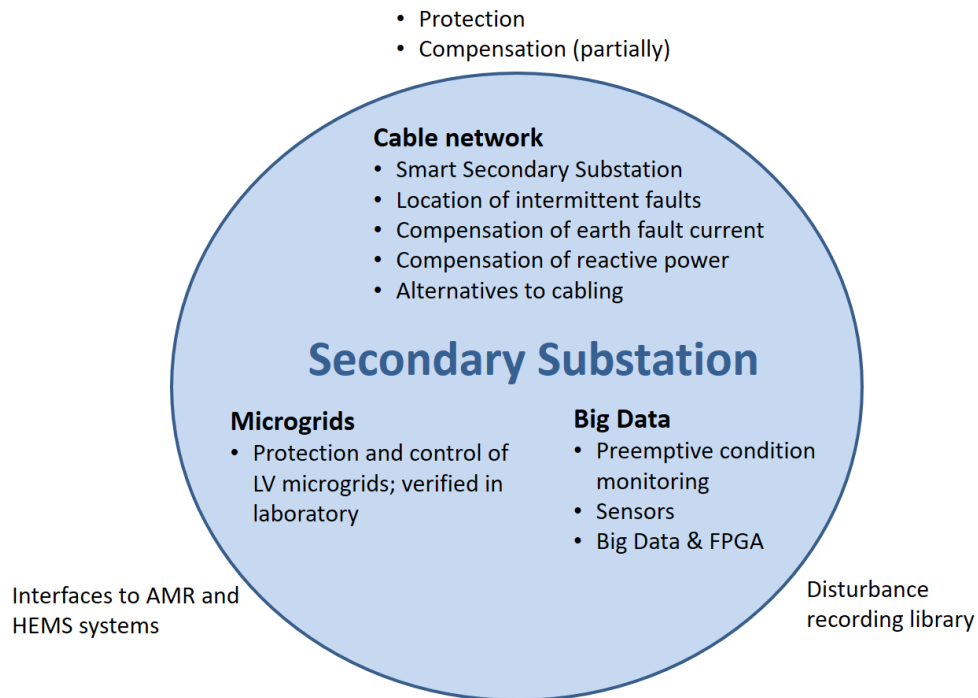 • Protection
• Compensation (partially)
Cable network
• Smart Secondary Substation
• Location of intermittent faults
• Compensation of earth fault current
• Compensation of reactive power
• Alternatives to cabling
Secondary Substation
Microgrids
• Protection and control of
LV microgrids; verified in
laboratory
Big Data
• Preemptive condition
monitoring
• Sensors
• Big Data & FPGA
Interfaces to AMR and
HEMS systems
Disturbance
recording library